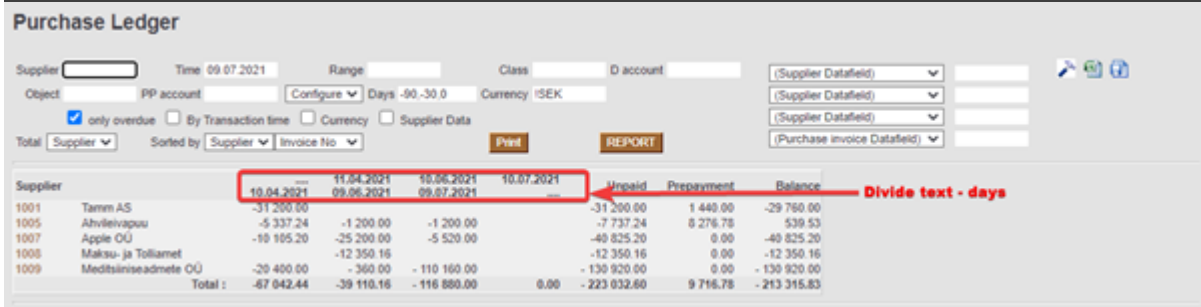 Purchase Ledger
Supplier Time 09.07.2021 Range Class D account (Supplier Datafield)
Object PP account Configure Days -90,-30,0 Currency !SEK (Supplier Datafield)
only overdue By Transaction time Currency Supplier Data (Supplier Datafield)
Total Supplier Sorted by Supplier Invoice No Print REPORT (Purchase invoice Datafield)
.... 11.04.2021 10.06.2021 10.07.2021
Supplier 10.04.2021 09.06.2021 09.07.2021 .... Unpaid Prepayment Balance Divide text - days
1001 Tamm AS -31 200.00 -31 200.00 1 440.00 -29 760.00
1005 Ahvileivapuu -5 337.24 -1 200.00 -1 200.00 -7 737.24 8 276.78 539.53
1007 Apple OÜ -10 105.20 -25 200.00 -5 520.00 -40 825.20 0.00 -40 825.20
1008 Maksu- ja Tolliamet -12 350.16 -12 350.16 0.00 -12 350.16
1009 Meditsiiniseadmete OÜ -20 400.00 - 360.00 - 110 160.00 - 130 920.00 0.00 - 130 920.00
Total : -67 042.44 -39 110.16 - 116 880.00 0.00 - 223 032.60 9 716.78 - 213 315.83